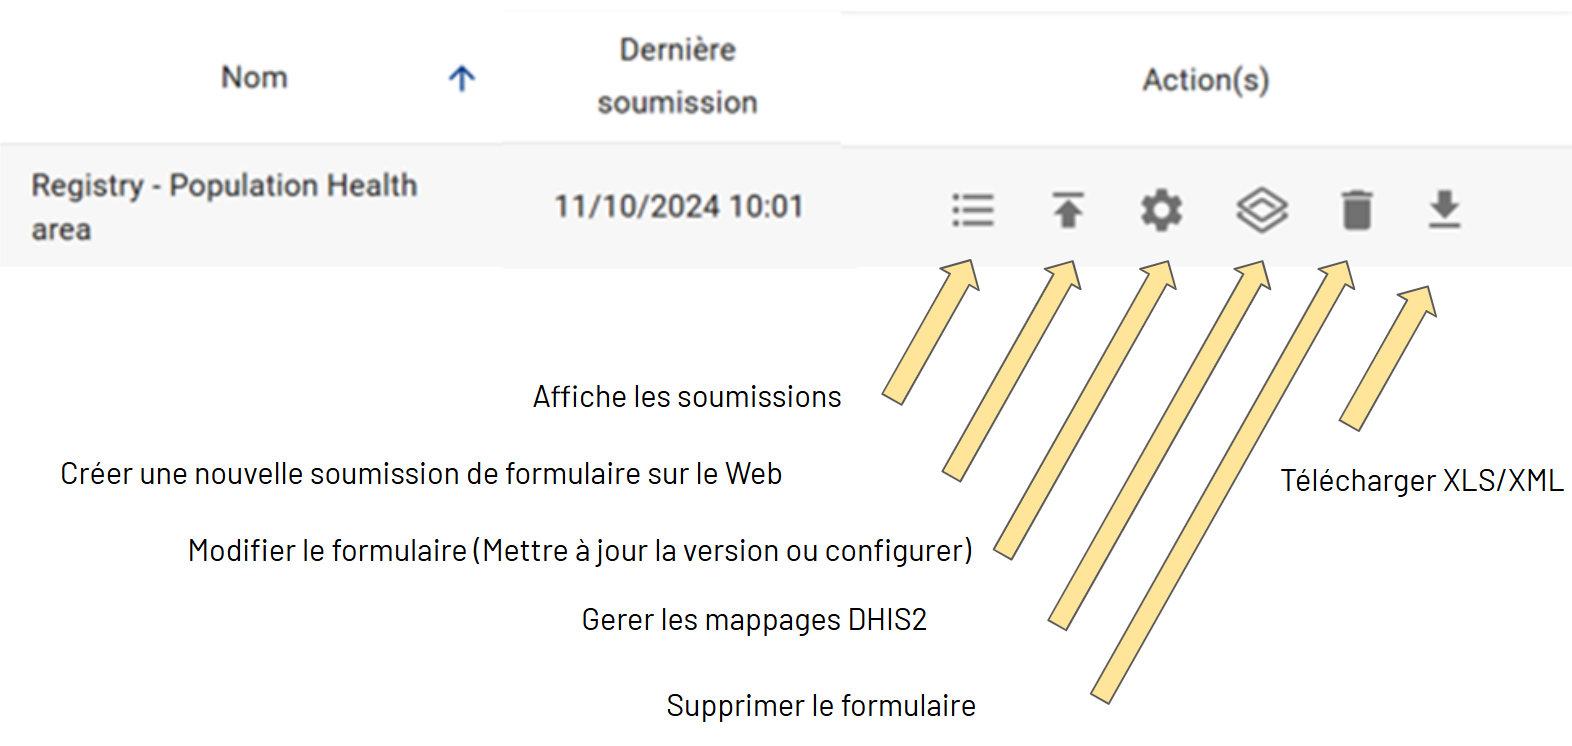 Nom
Dernière
soumission
Action(s)
Registry - Population Health
area
11/10/2024 10:01
Affiche les soumissions
Créer une nouvelle soumission de formulaire sur le Web
Télécharger XLS/XML
Modifier le formulaire (Mettre à jour la version ou configurer)
Gerer les mappages DHIS2
Supprimer le formulaire